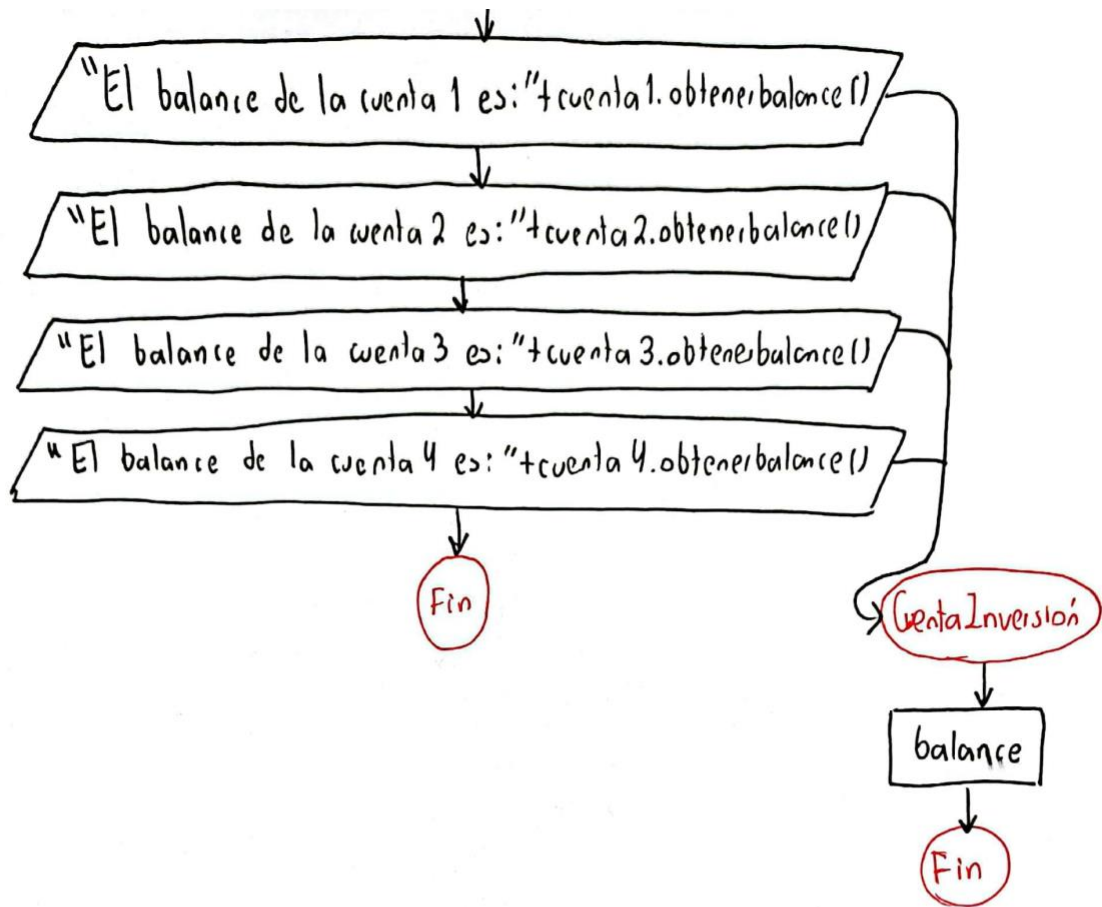 "El balance de la cuenta 1 es:"+cuenta1.obtenerbalance()
"El balance de la cuenta 2 es:"+cuenta2.obtenerbalance()
"El balance de la cuenta 3 es:"+cuenta3.obtenerbalance()
"El balance de la cuenta 4 es:"+cuenta4.obtenerbalance()
Fin
CuentaInversión
balance
Fin